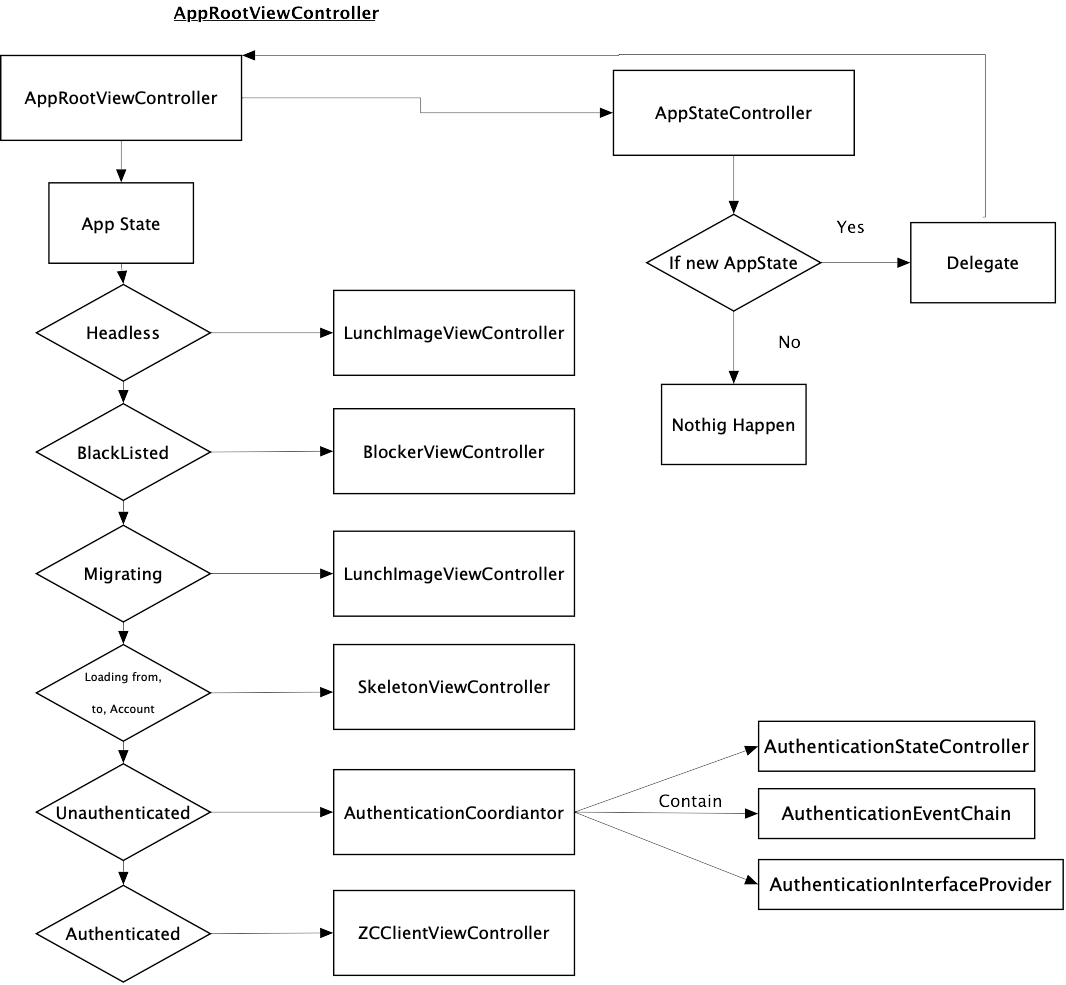 AppRootViewController
AppRootViewController
AppStateController
App State
Yes
If new AppState
Delegate
Headless
LunchImageViewController
No
BlackListed
BlockerViewController
Nothig Happen
Migrating
LunchImageViewController
Loading from,
to, Account
SkeletonViewController
AuthenticationStateController
Unauthenticated
AuthenticationCoordiantor
Contain
AuthenticationEventChain
AuthenticationInterfaceProvider
Authenticated
ZCClientViewController